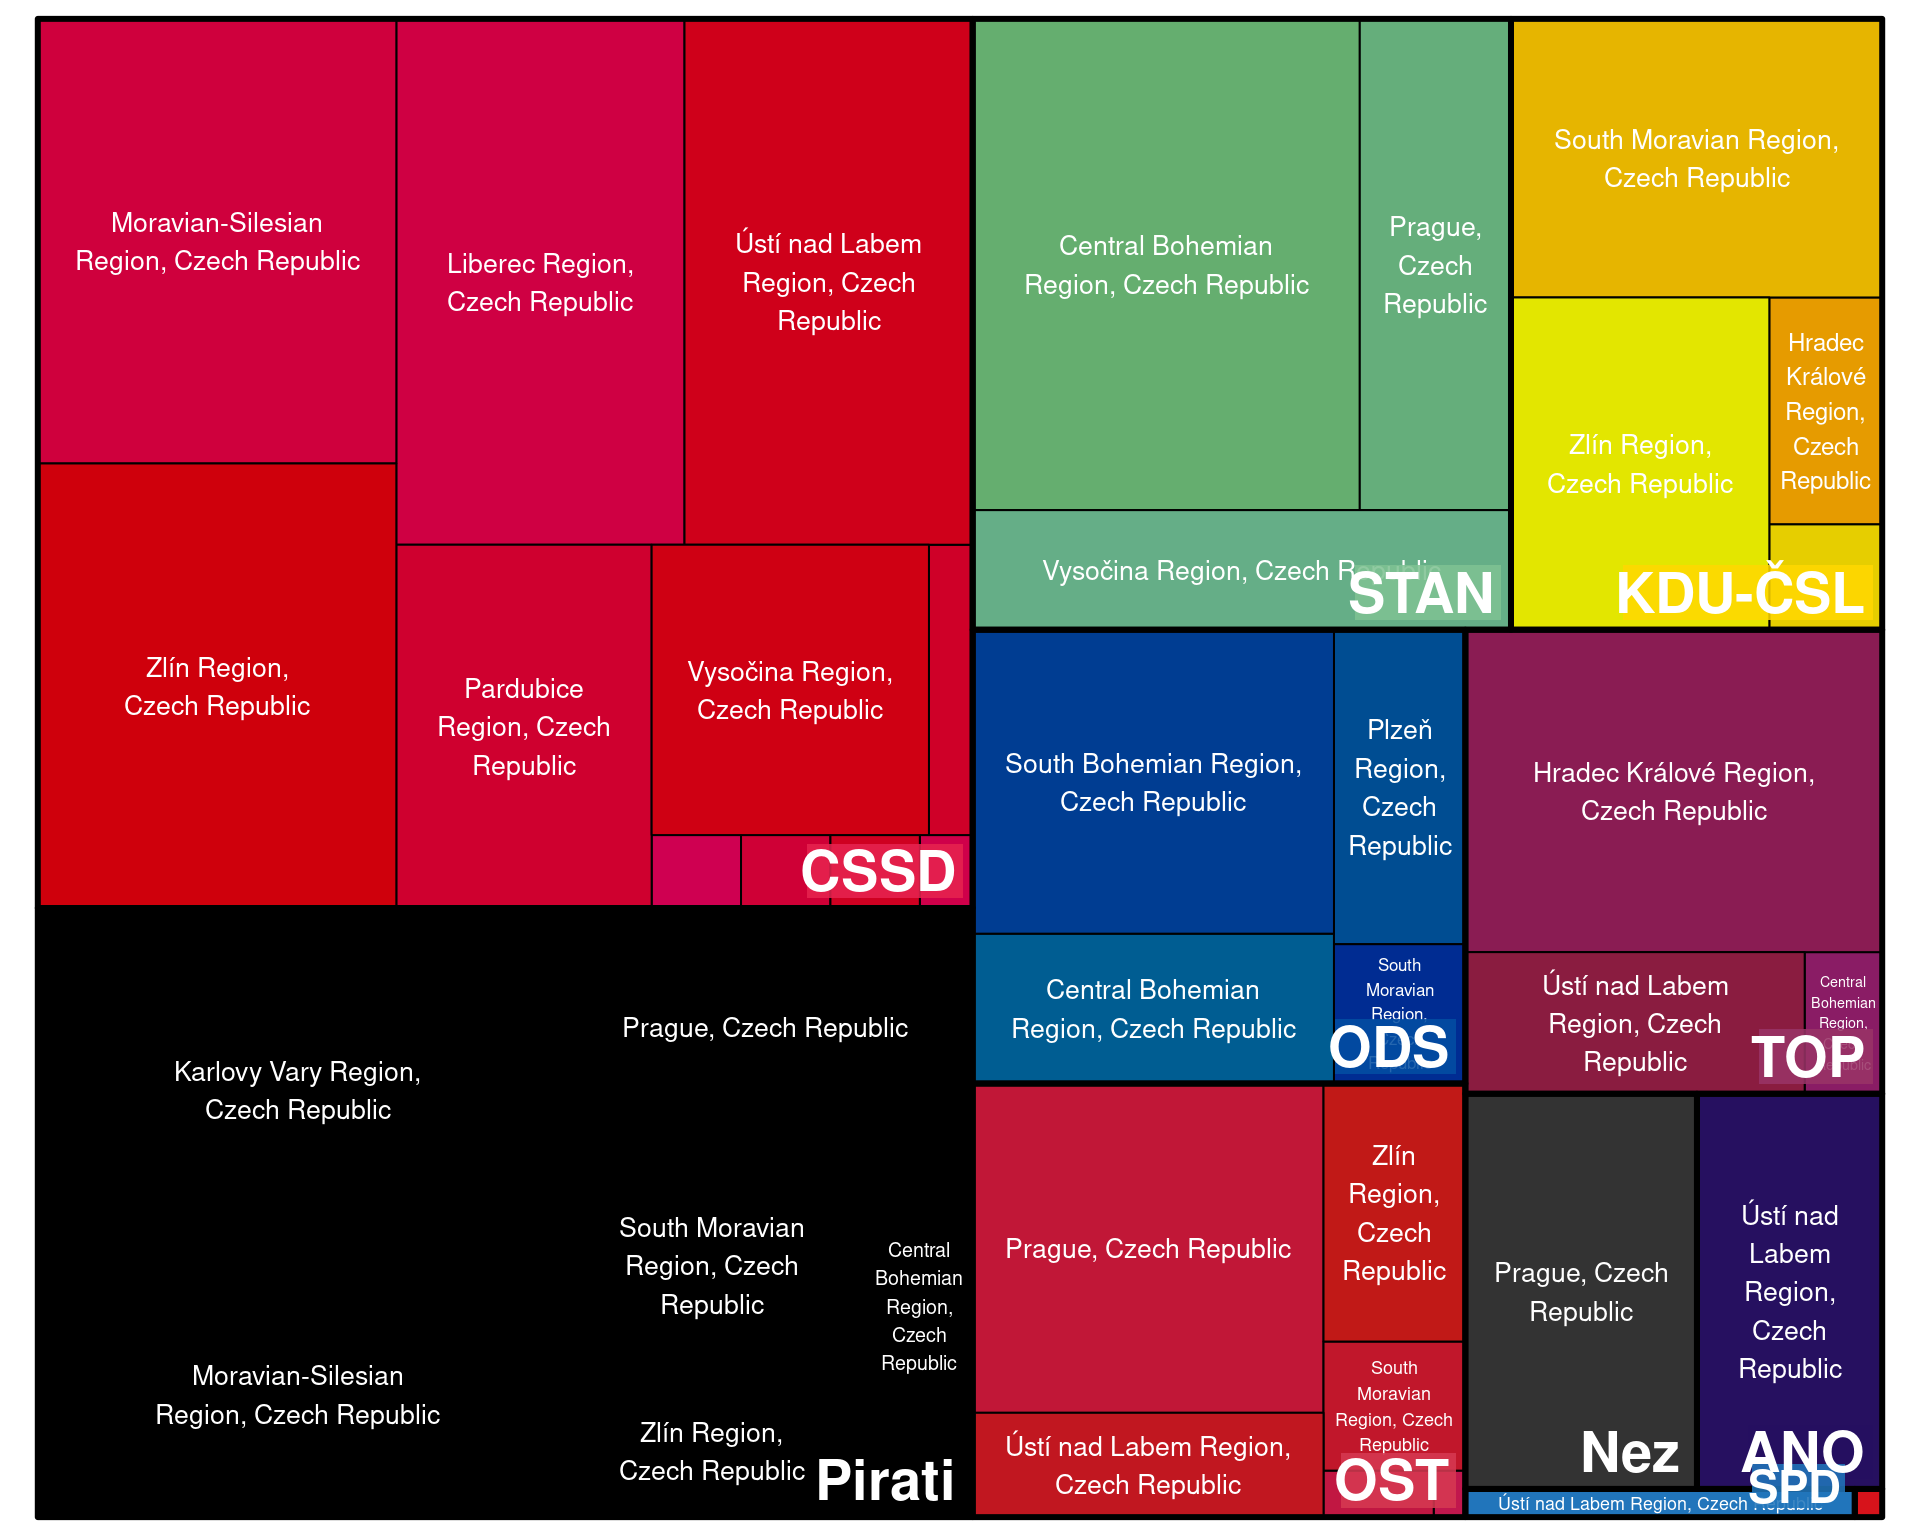 Moravian-Silesian
Region, Czech Republic
Liberec Region,
Czech Republic
Ústí nad Labem
Region, Czech
Republic
Zlín Region,
Czech Republic
Pardubice
Region, Czech
Republic
Vysočina Region,
Czech Republic
CSSD
Central Bohemian
Region, Czech Republic
Prague,
Czech
Republic
Vysočina Region, Czech Republic
STAN
South Moravian Region,
Czech Republic
Zlín Region,
Czech Republic
Hradec
Králové
Region,
Czech
Republic
KDU-ČSL
South Bohemian Region,
Czech Republic
Plzeň
Region,
Czech
Republic
Central Bohemian
Region, Czech Republic
South
Moravian
Region,
Czech
Republic
ODS
Hradec Králové Region,
Czech Republic
Ústí nad Labem
Region, Czech
Republic
Central
Bohemian
Region,
Czech
Republic
TOP
Karlovy Vary Region,
Czech Republic
Prague, Czech Republic
Moravian-Silesian
Region, Czech Republic
South Moravian
Region, Czech
Republic
Central
Bohemian
Region,
Czech
Republic
Zlín Region,
Czech Republic
Pirati
Prague, Czech Republic
Zlín
Region,
Czech
Republic
Ústí nad Labem Region,
Czech Republic
South
Moravian
Region, Czech
Republic
OST
Prague, Czech
Republic
Nez
Ústí nad
Labem
Region,
Czech
Republic
ANO
Ústí nad Labem Region, Czech Republic
SPD